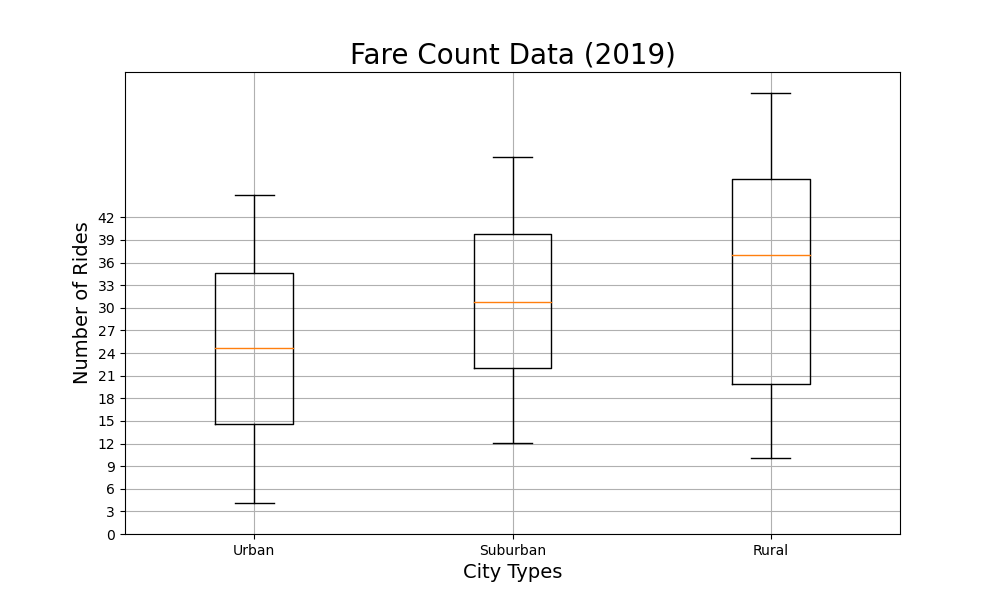 Fare Count Data (2019)
Number of Rides
42
39
36
33
30
27
24
21
18
15
12
9
6
3
0
Urban
Suburban
Rural
City Types